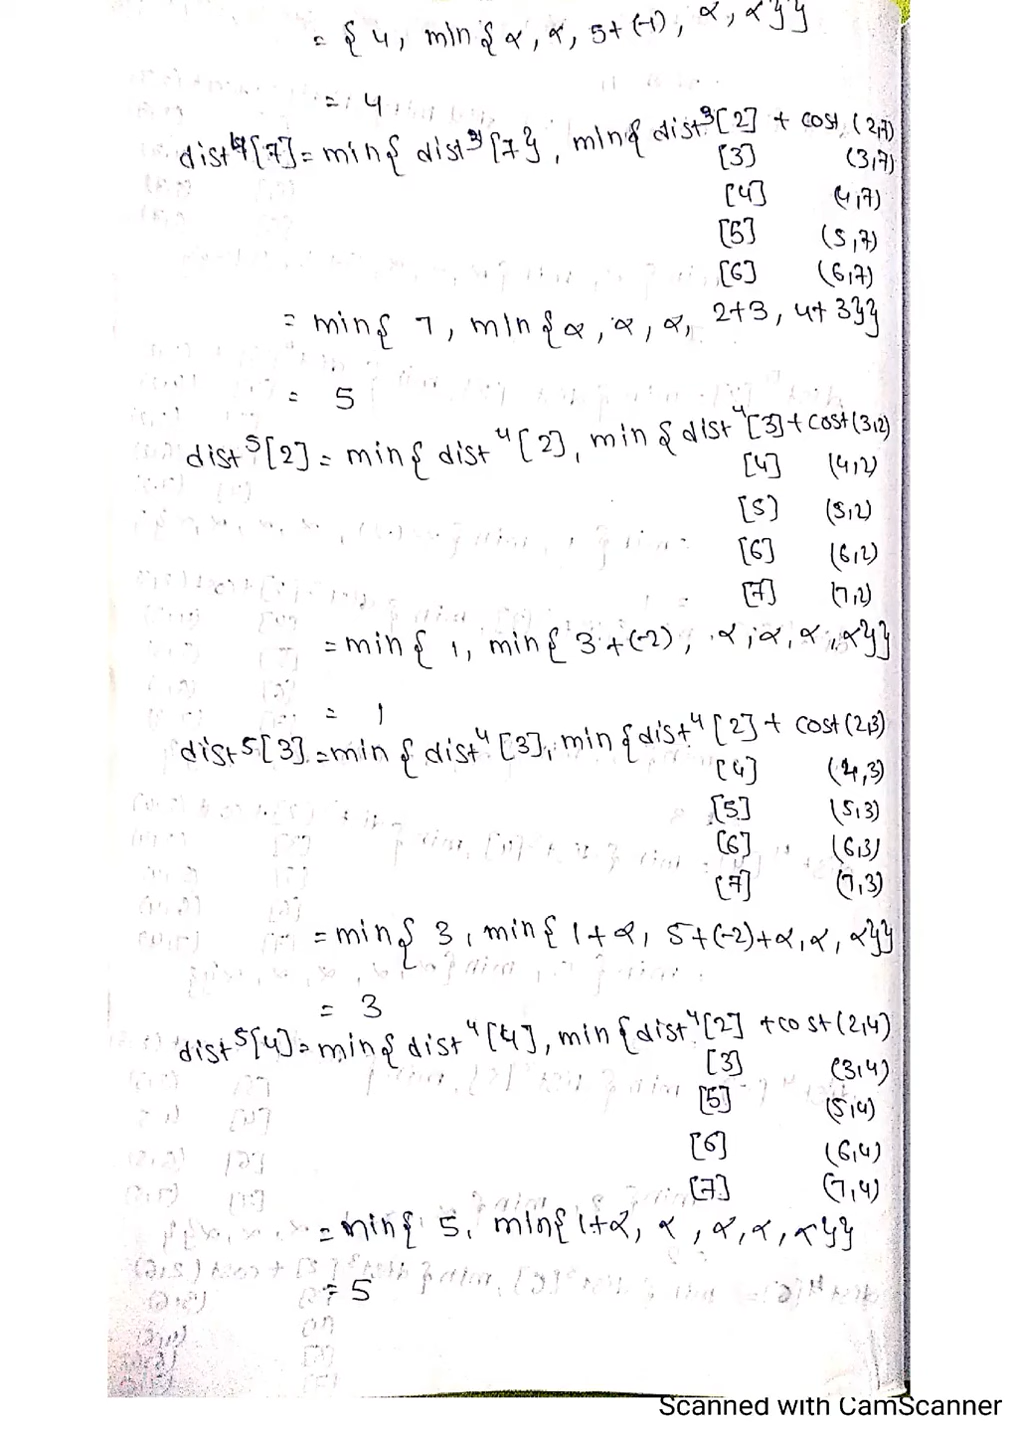 = { 4, min { α, α, 5+(-1), α, α}}
= 4
dist⁴[7] = min{ dist³[7}, min{ dist³[2] + cost (2,7)
[3] (3,7)
[4] (4,7)
[5] (5,7)
[6] (6,7)
= min{ 7, min {α, α, α, 2+3, 4+3}}
= 5
dist⁵[2] = min{ dist⁴[2], min { dist⁴[3] + cost(3,2)
[4] (4,2)
[5] (5,2)
[6] (6,2)
[7] (7,2)
= min{ 1, min{ 3+(-2), α, α, α, α}}
= 1
dist⁵[3] = min { dist⁴[3], min {dist⁴[2] + cost (2,3)
[4] (4,3)
[5] (5,3)
[6] (6,3)
[7] (7,3)
= min{ 3, min{ 1+α, 5+(-2)+α, α, α}}
= 3
dist⁵[4] = min{ dist⁴[4], min {dist⁴[2] + cost (2,4)
[3] (3,4)
[5] (5,4)
[6] (6,4)
[7] (7,4)
= min{ 5, min{ 1+α, α, α, α, α}}
= 5
Scanned with CamScanner